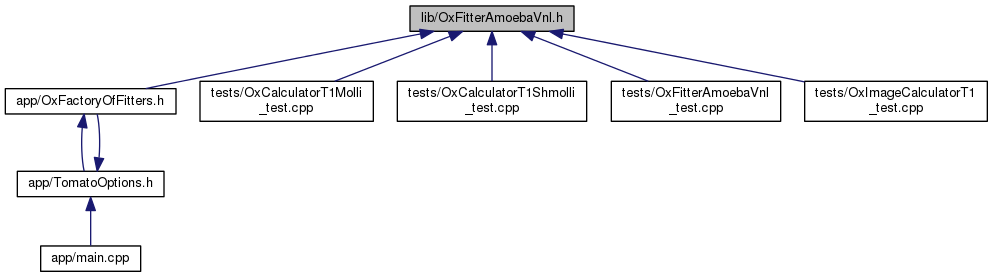 lib/OxFitterAmoebaVnl.h
app/OxFactoryOfFitters.h
tests/OxCalculatorT1Molli
_test.cpp
tests/OxCalculatorT1Shmolli
_test.cpp
tests/OxFitterAmoebaVnl
_test.cpp
tests/OxImageCalculatorT1
_test.cpp
app/TomatoOptions.h
app/main.cpp